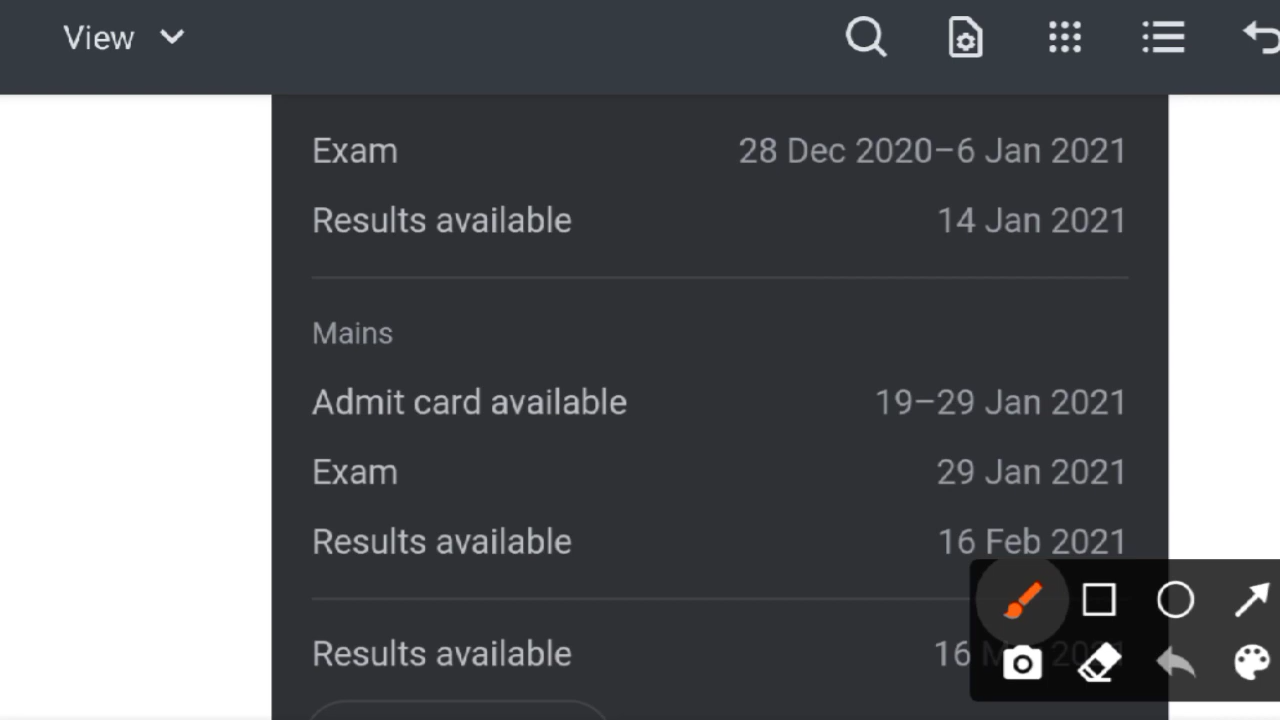 View
Exam 28 Dec 2020–6 Jan 2021
Results available 14 Jan 2021
Mains
Admit card available 19–29 Jan 2021
Exam 29 Jan 2021
Results available 16 Feb 2021
Results available 16